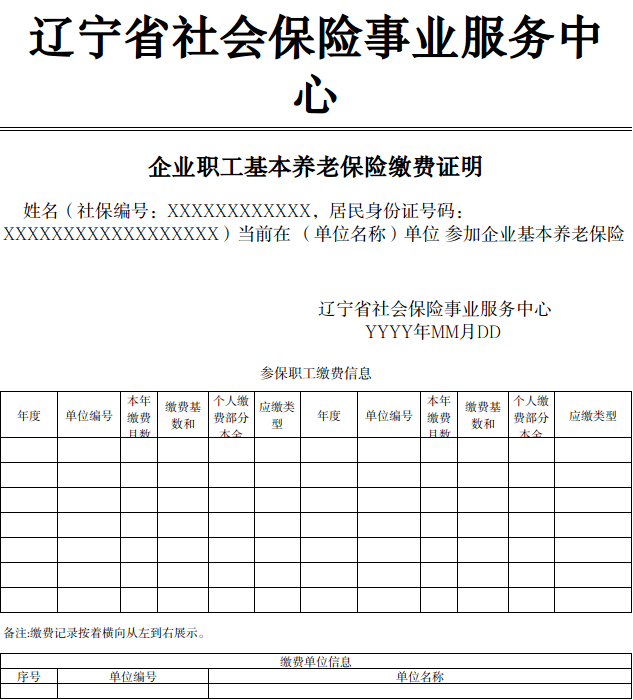 辽宁省社会保险事业服务中
心
企业职工基本养老保险缴费证明
姓名（社保编号：XXXXXXXXXXXX，居民身份证号码：
XXXXXXXXXXXXXXXXXX）当前在 （单位名称）单位 参加企业基本养老保险
辽宁省社会保险事业服务中心
YYYY年MM月DD
参保职工缴费信息
年度 单位编号 本年缴费月数 缴费基数和 个人缴费部分本金 应缴类型 年度 单位编号 本年缴费月数 缴费基数和 个人缴费部分本金 应缴类型
备注:缴费记录按着横向从左到右展示。
缴费单位信息
序号 单位编号 单位名称